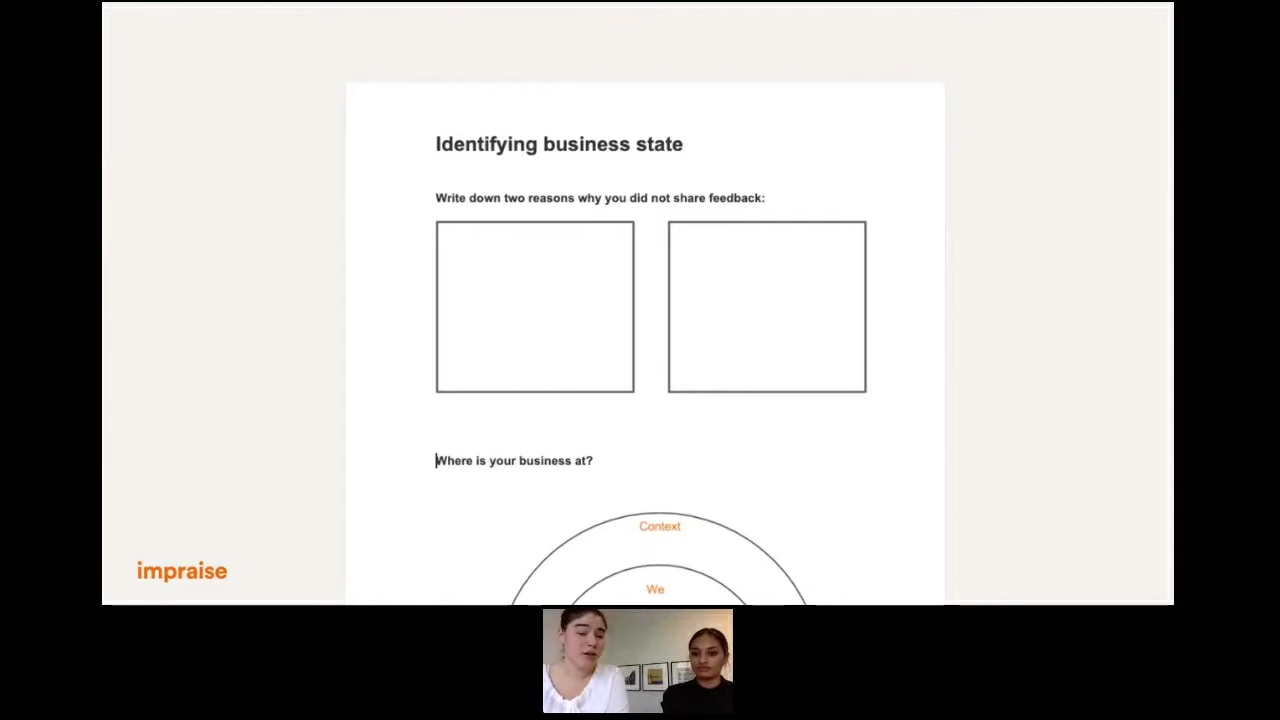 Identifying business state
Write down two reasons why you did not share feedback:
Where is your business at?
Context
We
impraise